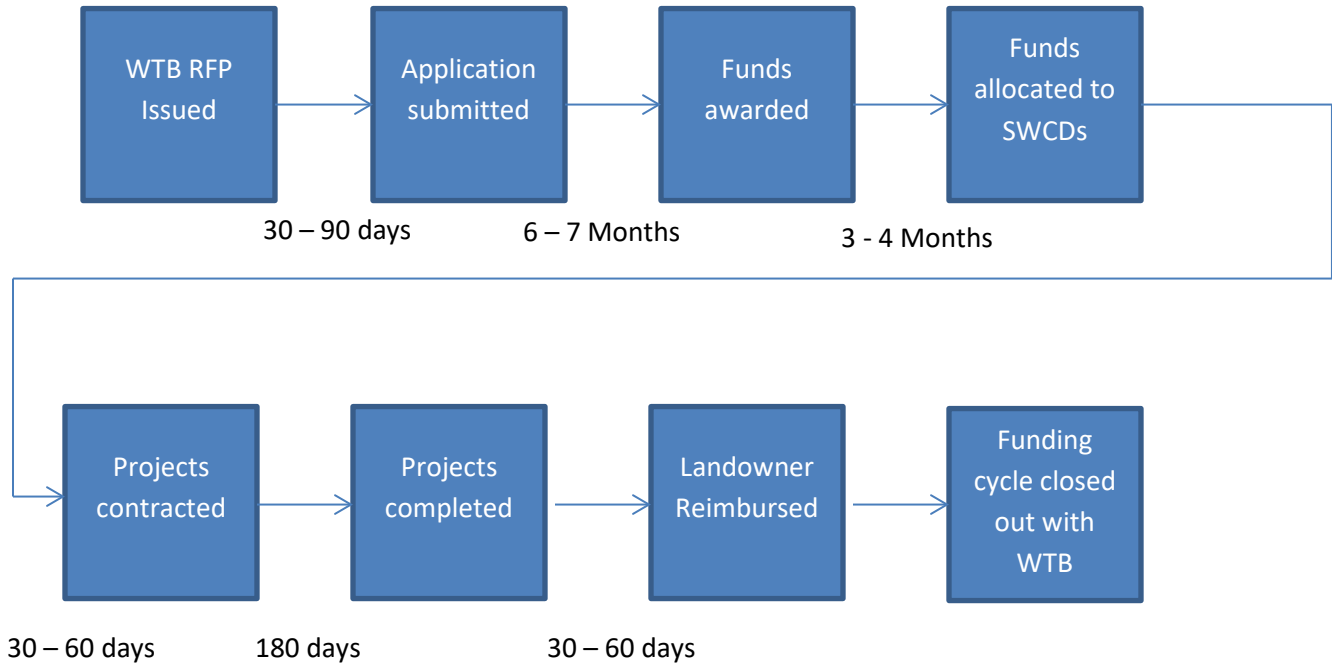 WTB RFP
Issued
Application
submitted
Funds
awarded
Funds
allocated to
SWCDs
30 – 90 days
6 – 7 Months
3 - 4 Months
Projects
contracted
Projects
completed
Landowner
Reimbursed
Funding
cycle closed
out with
WTB
30 – 60 days
180 days
30 – 60 days